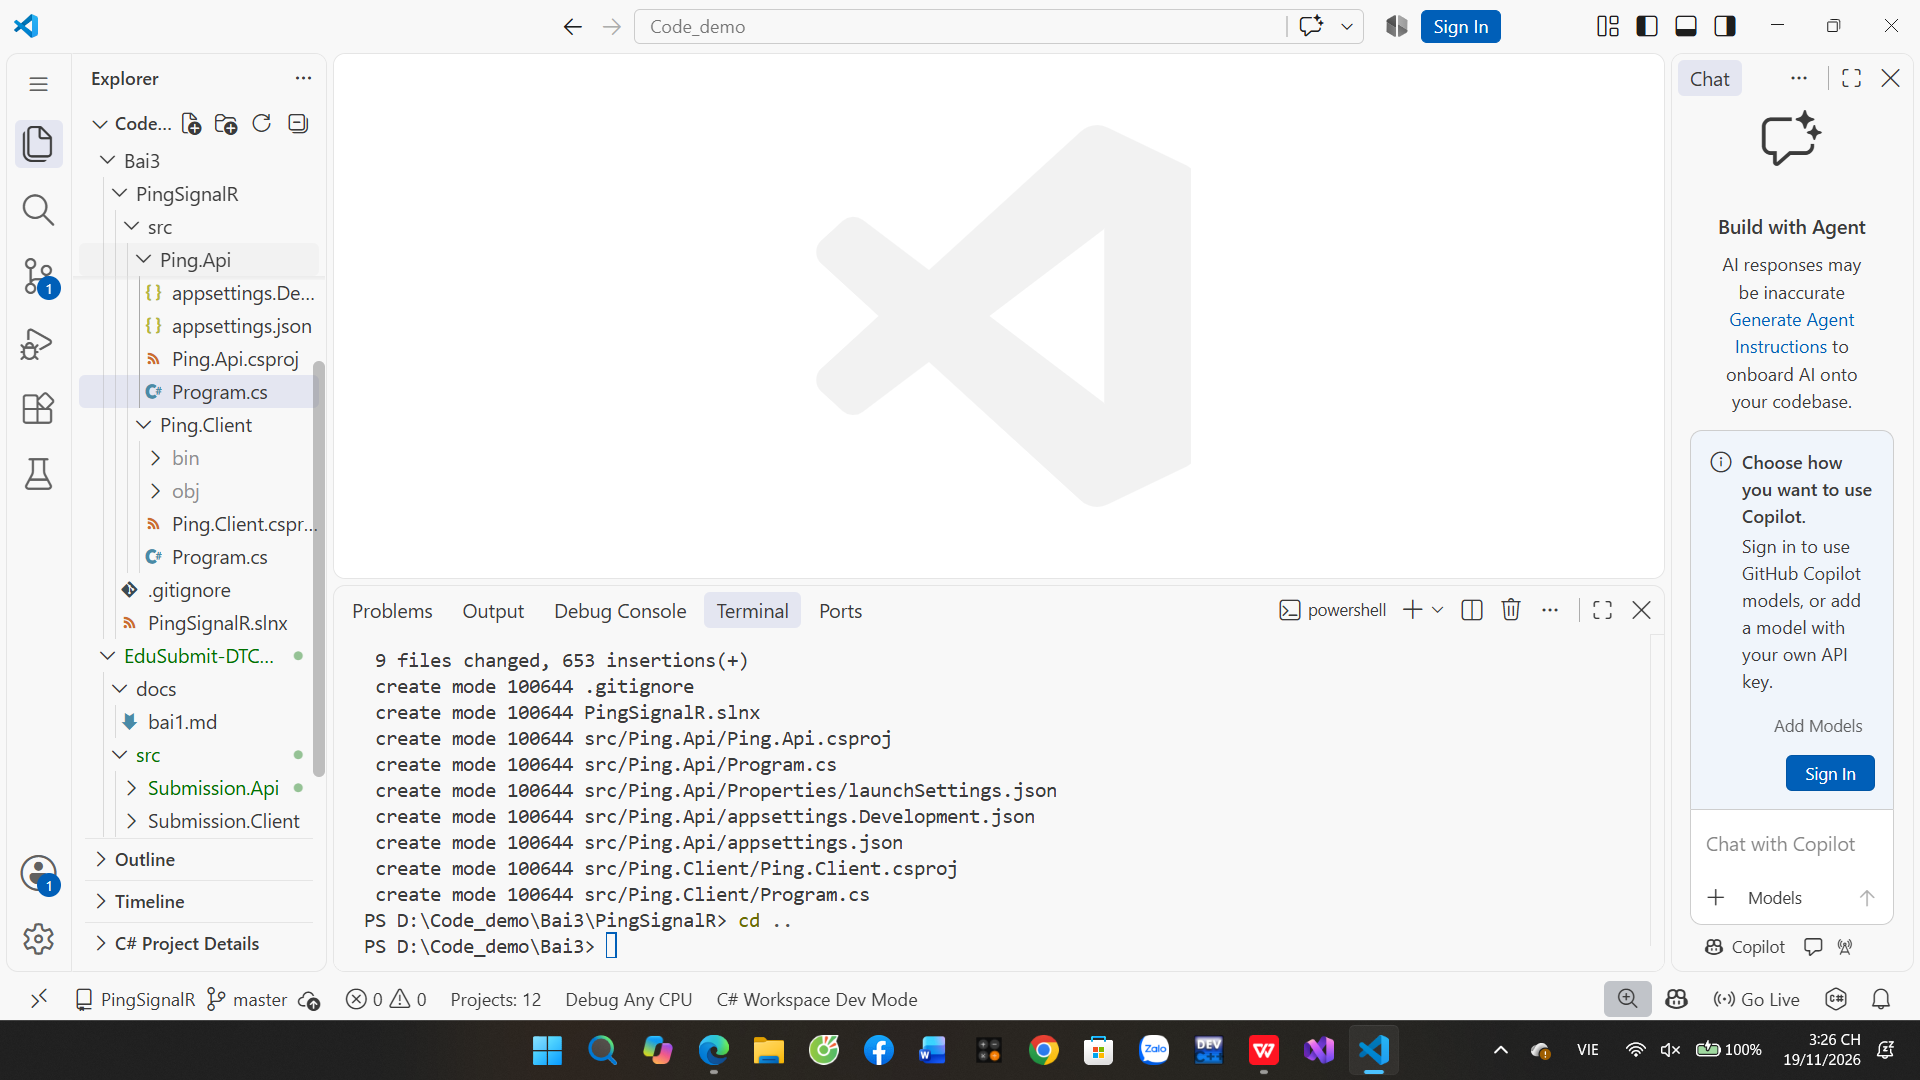 Code_demo
Sign In
Explorer
Code...
Bai3
PingSignalR
src
Ping.Api
appsettings.De...
appsettings.json
Ping.Api.csproj
Program.cs
Ping.Client
bin
obj
Ping.Client.cspr...
Program.cs
.gitignore
PingSignalR.slnx
EduSubmit-DTC...
docs
bai1.md
src
Submission.Api
Submission.Client
Outline
Timeline
C# Project Details
1
1
Problems
Output
Debug Console
Terminal
Ports
powershell
9 files changed, 653 insertions(+)
create mode 100644 .gitignore
create mode 100644 PingSignalR.slnx
create mode 100644 src/Ping.Api/Ping.Api.csproj
create mode 100644 src/Ping.Api/Program.cs
create mode 100644 src/Ping.Api/Properties/launchSettings.json
create mode 100644 src/Ping.Api/appsettings.Development.json
create mode 100644 src/Ping.Api/appsettings.json
create mode 100644 src/Ping.Client/Ping.Client.csproj
create mode 100644 src/Ping.Client/Program.cs
PS D:\Code_demo\Bai3\PingSignalR> cd ..
PS D:\Code_demo\Bai3>
Chat
Build with Agent
AI responses may
be inaccurate
Generate Agent
Instructions to
onboard AI onto
your codebase.
Choose how
you want to use
Copilot.
Sign in to use
GitHub Copilot
models, or add
a model with
your own API
key.
Add Models
Sign In
Chat with Copilot
Models
Copilot
PingSignalR
master
0
0
Projects: 12
Debug Any CPU
C# Workspace Dev Mode
Go Live
Zalo
DEV
C++
VIE
100%
3:26 CH
19/11/2026